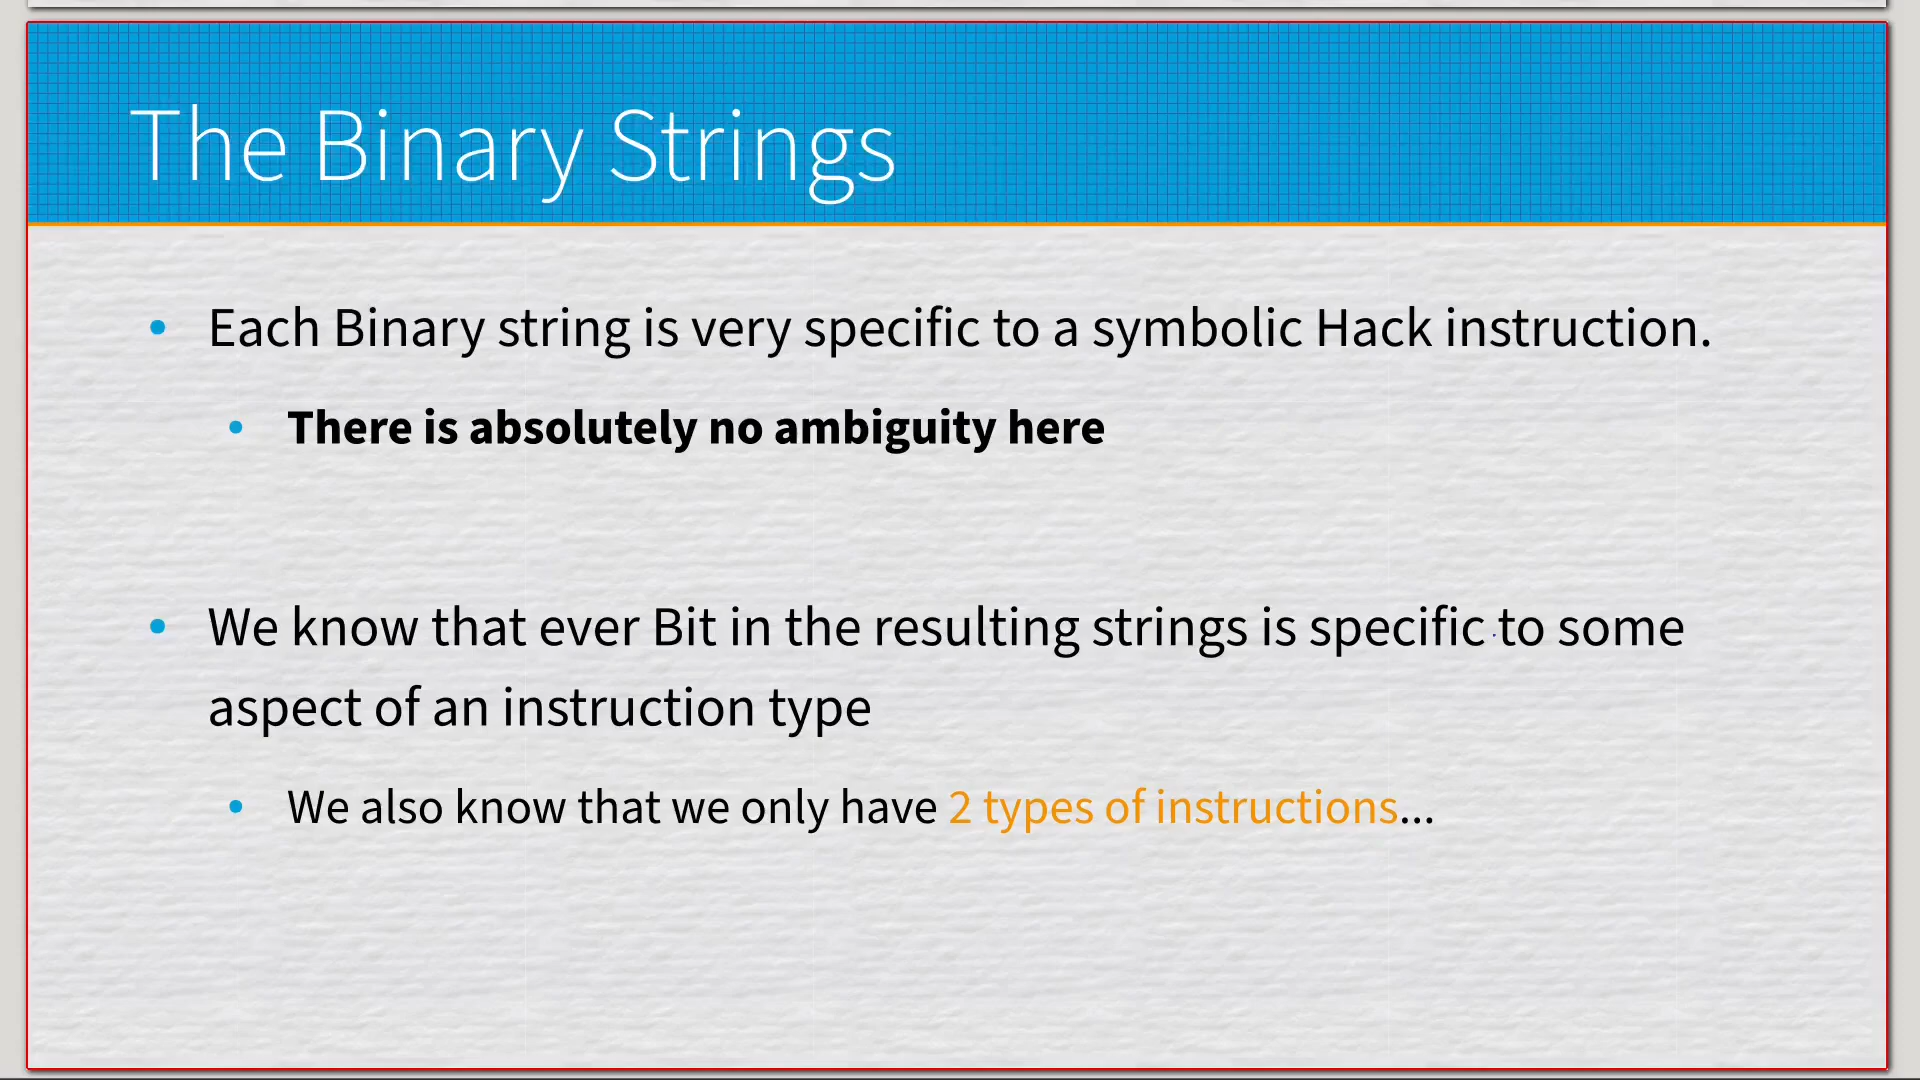 The Binary Strings
Each Binary string is very specific to a symbolic Hack instruction.
There is absolutely no ambiguity here
We know that ever Bit in the resulting strings is specific to some
aspect of an instruction type
We also know that we only have 2 types of instructions...